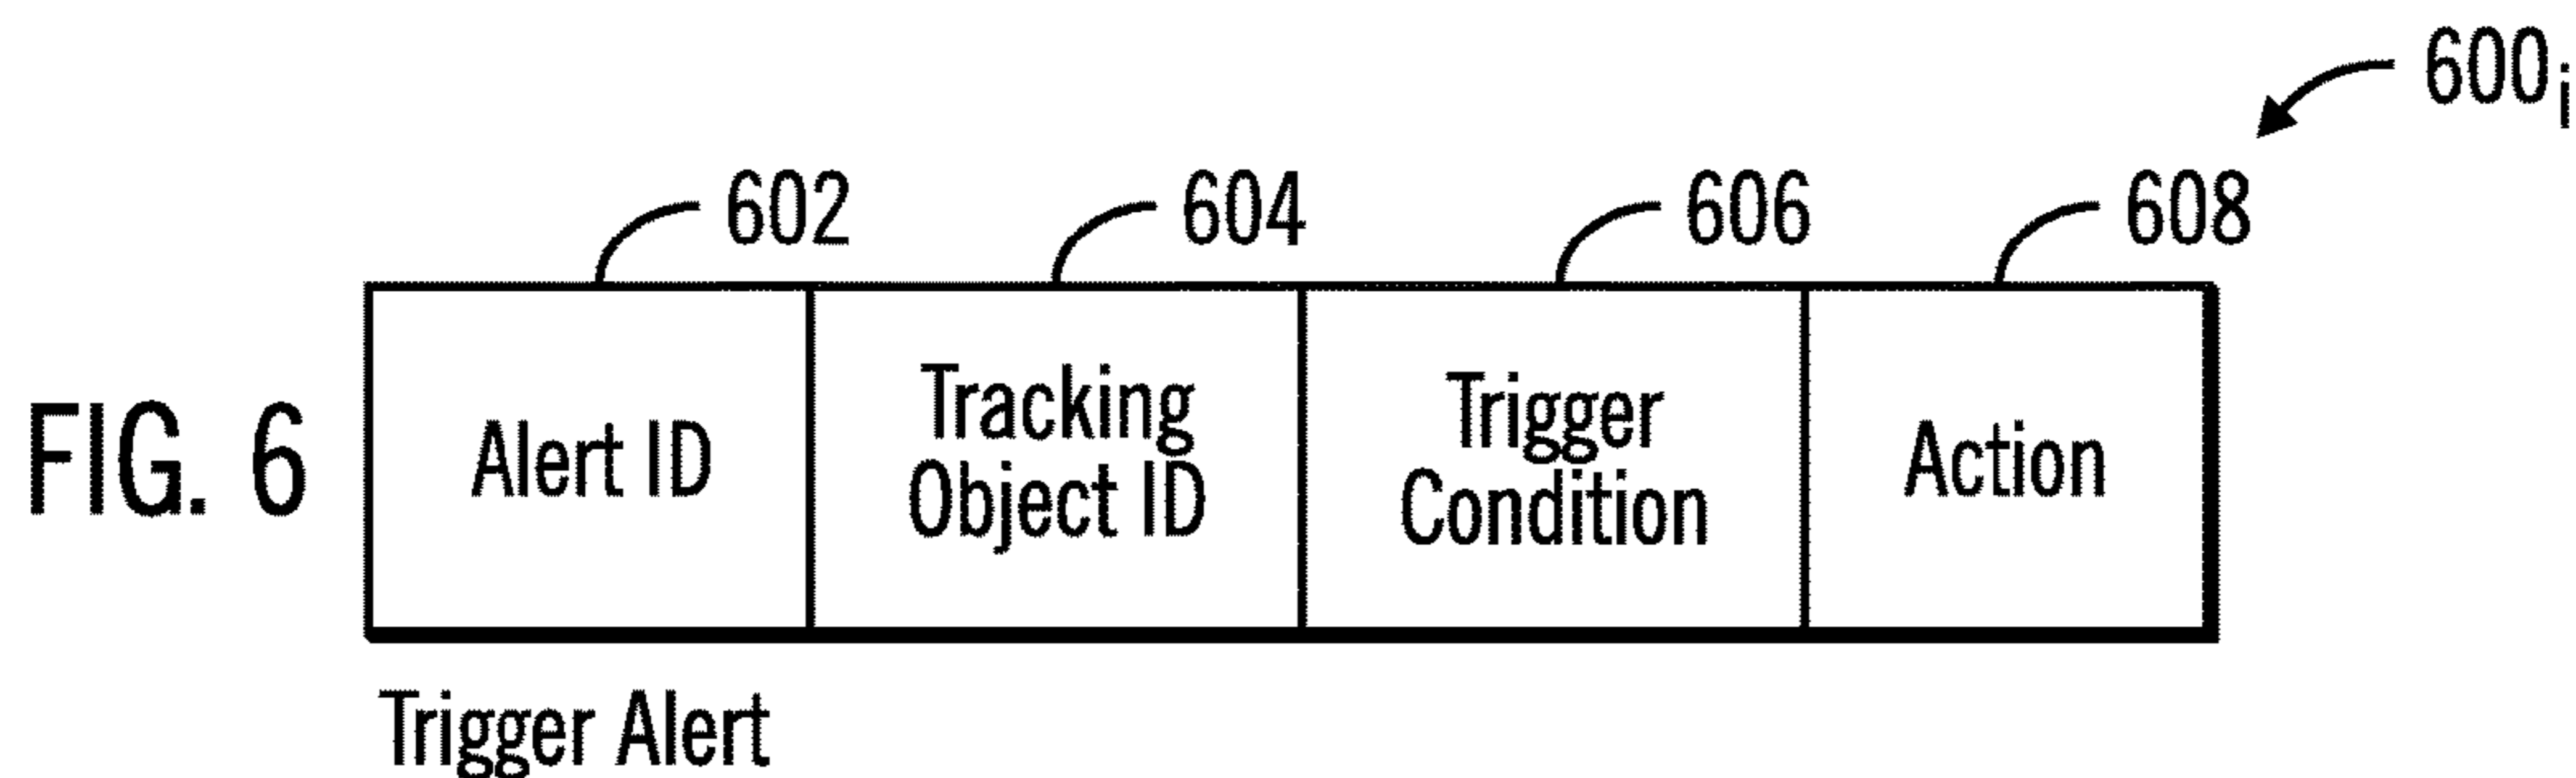 600i
602 604 606 608
FIG. 6
Alert ID
Tracking
Object ID
Trigger
Condition
Action
Trigger Alert